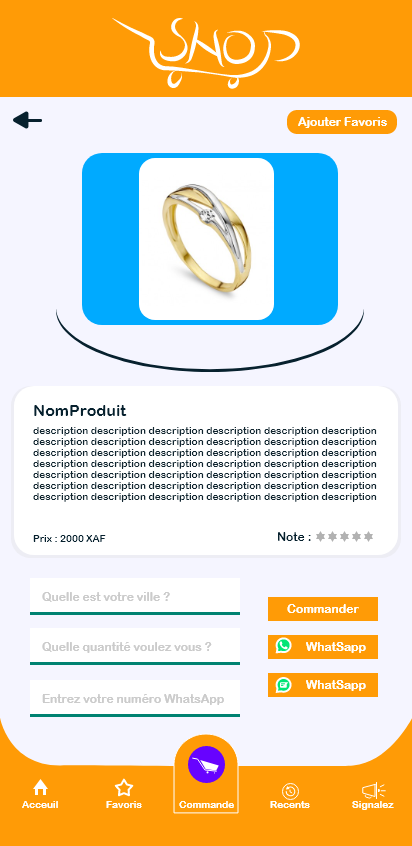 SHOP
Ajouter Favoris
NomProduit
description description description description description description
description description description description description description
description description description description description description
description description description description description description
description description description description description description
description description description description description description
description description description description description description
Prix : 2000 XAF
Note :
Quelle est votre ville ?
Commander
Quelle quantité voulez vous ?
WhatSapp
Entrez votre numéro WhatsApp
WhatSapp
Acceuil
Favoris
Commande
Recents
Signalez